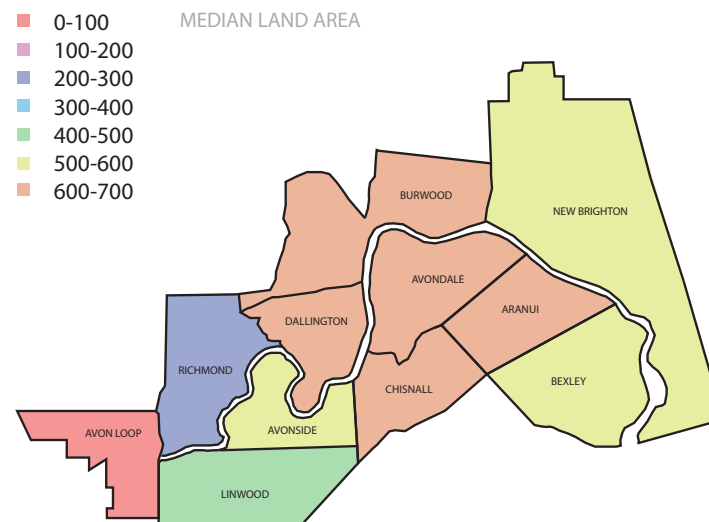 MEDIAN LAND AREA
0-100
100-200
200-300
300-400
400-500
500-600
600-700
BURWOOD
NEW BRIGHTON
AVONDALE
ARANUI
DALLINGTON
RICHMOND
BEXLEY
CHISNALL
AVON LOOP
AVONSIDE
LINWOOD